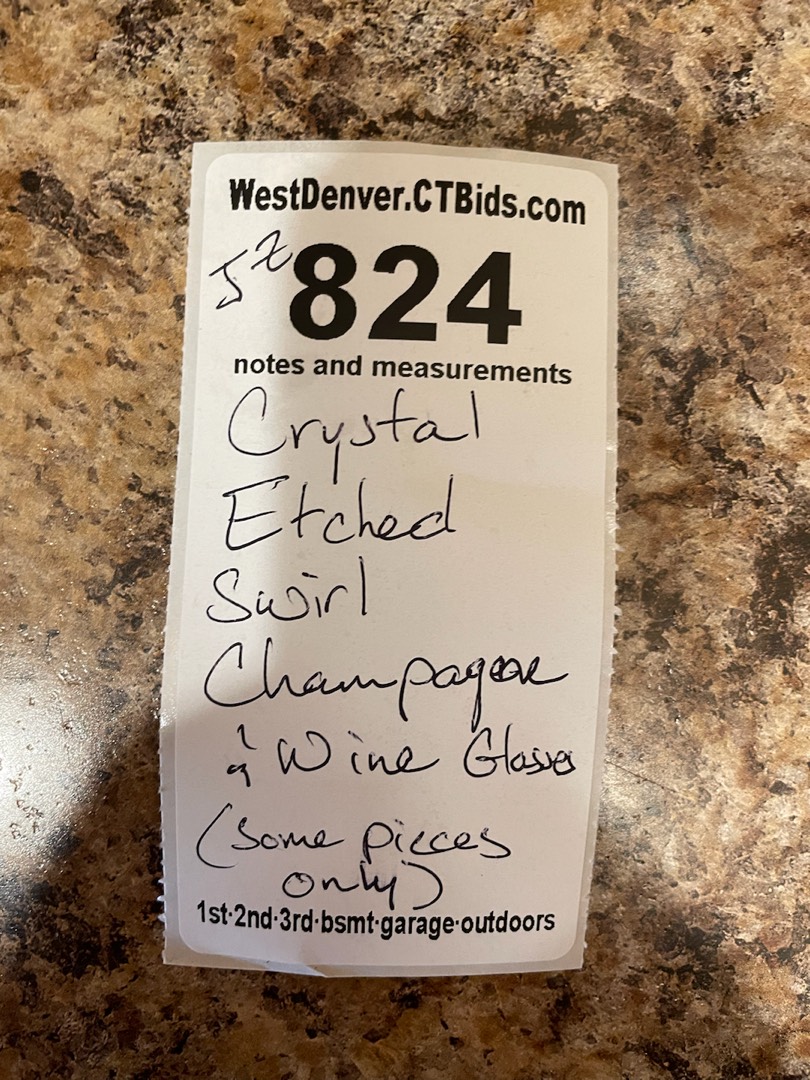 WestDenver.CTBids.com
824
notes and measurements
Crystal
Etched
Swirl
Champagne
& Wine Glasses
(Some pieces
only)
1st·2nd·3rd·bsmt·garage·outdoors